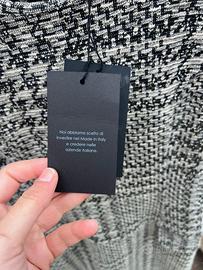 Noi abbiamo scelto di
investire nel Made in Italy
e credere nelle
aziende italiane.